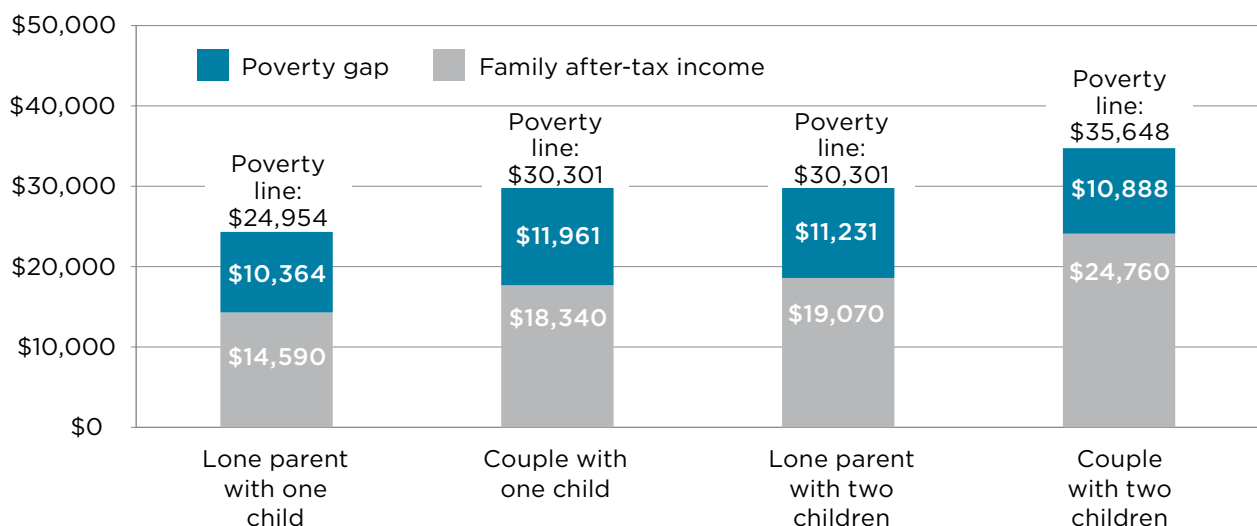 $50,000
Poverty gap
Family after-tax income
$40,000
$30,000
$20,000
$10,000
$0
Poverty
line:
$24,954
$10,364
$14,590
Poverty
line:
$30,301
$11,961
$18,340
Poverty
line:
$30,301
$11,231
$19,070
Poverty
line:
$35,648
$10,888
$24,760
Lone parent
with one
child
Couple with
one child
Lone parent
with two
children
Couple
with two
children